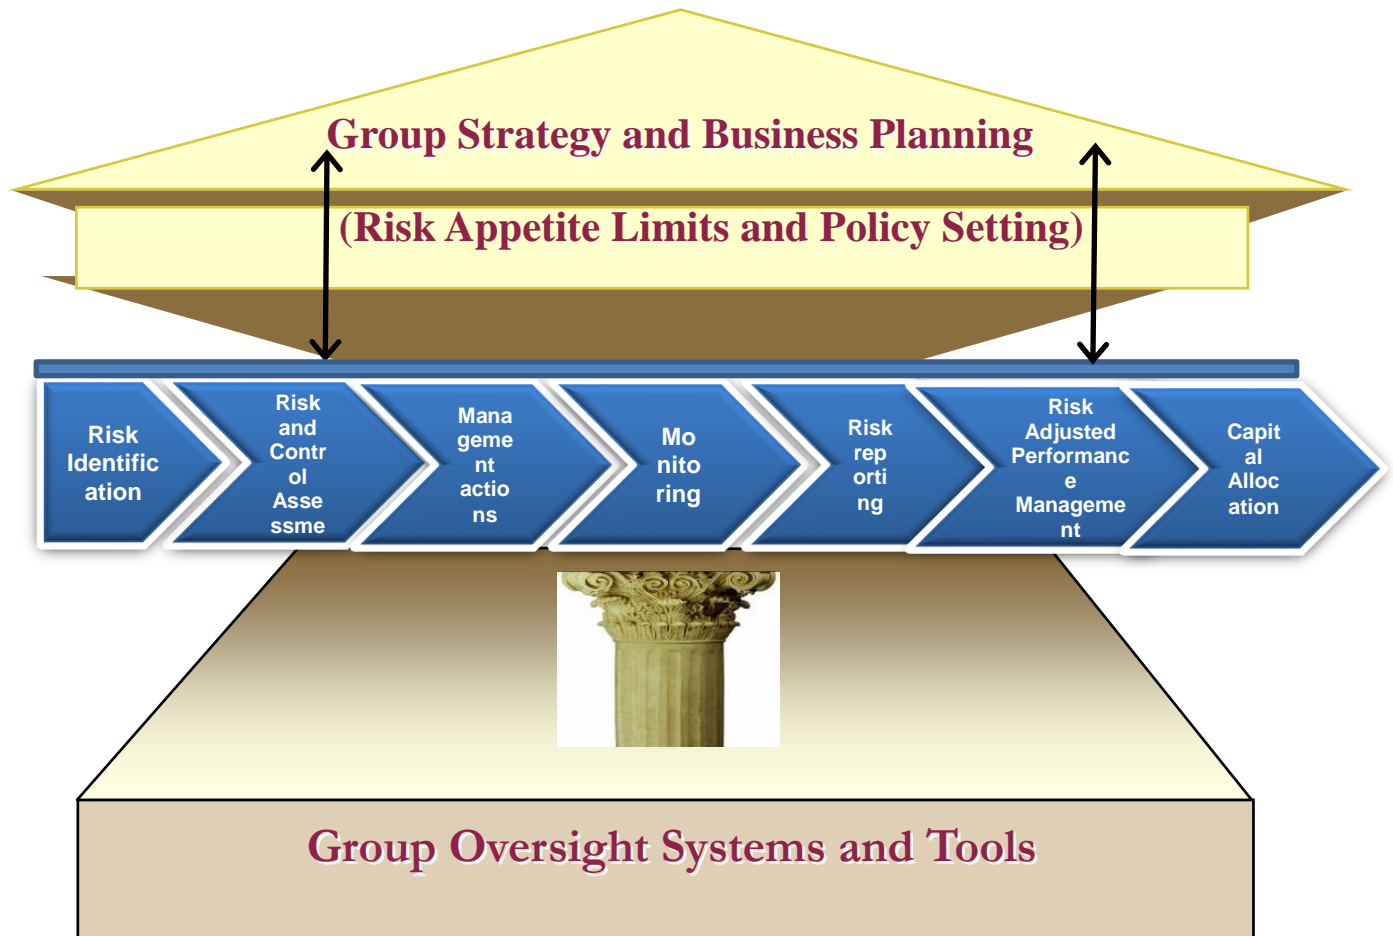 Group Strategy and Business Planning
(Risk Appetite Limits and Policy Setting)
Risk
Identific
ation
Risk
and
Contr
ol
Asse
ssme
Mana
geme
nt
actio
ns
Mo
nito
ring
Risk
rep
orti
ng
Risk
Adjusted
Performanc
e
Manageme
nt
Capit
al
Alloc
ation
Group Oversight Systems and Tools